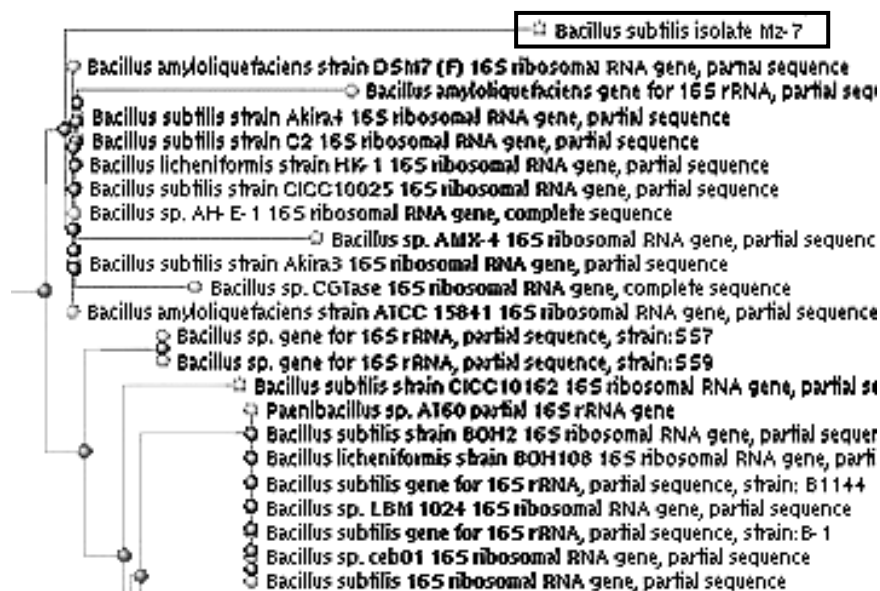 Bacillus subtilis isolate Mz-7
Bacillus amyloliquefaciens strain DSM7 (F) 16S ribosomal RNA gene, partial sequence
Bacillus amyloliquefaciens gene for 16S rRNA, partial sequ
Bacillus subtilis strain Akira4 16S ribosomal RNA gene, partial sequence
Bacillus subtilis strain C2 16S ribosomal RNA gene, partial sequence
Bacillus licheniformis strain HK-1 16S ribosomal RNA gene, partial sequence
Bacillus subtilis strain CICC10025 16S ribosomal RNA gene, partial sequence
Bacillus sp. AH-E-1 16S ribosomal RNA gene, complete sequence
Bacillus sp. AMX-4 16S ribosomal RNA gene, partial sequenc
Bacillus subtilis strain Akira3 16S ribosomal RNA gene, partial sequence
Bacillus sp. CGTase 16S ribosomal RNA gene, complete sequence
Bacillus amyloliquefaciens strain ATCC 15841 16S ribosomal RNA gene, partial sequence
Bacillus sp. gene for 16S rRNA, partial sequence, strain:SS7
Bacillus sp. gene for 16S rRNA, partial sequence, strain:SS9
Bacillus subtilis strain CICC10162 16S ribosomal RNA gene, partial se
Paenibacillus sp. AT60 partial 16S rRNA gene
Bacillus subtilis strain BOH2 16S ribosomal RNA gene, partial sequen
Bacillus licheniformis strain BOH108 16S ribosomal RNA gene, parti
Bacillus subtilis gene for 16S rRNA, partial sequence, strain: B1144
Bacillus sp. LBM 1024 16S ribosomal RNA gene, partial sequence
Bacillus subtilis gene for 16S rRNA, partial sequence, strain:B-1
Bacillus sp. ceb01 16S ribosomal RNA gene, partial sequence
Bacillus subtilis 16S ribosomal RNA gene, partial sequence